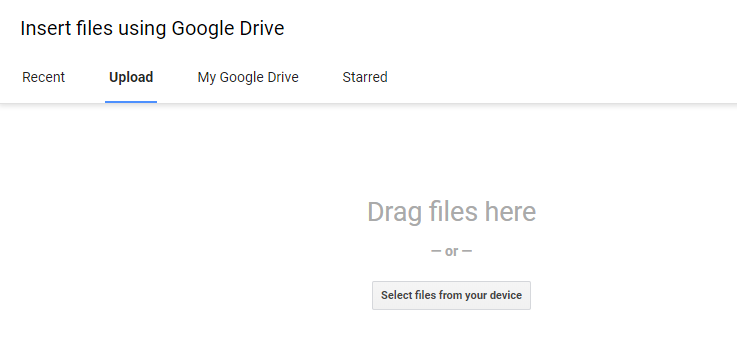 Insert files using Google Drive
Recent Upload My Google Drive Starred
Drag files here
— or —
Select files from your device